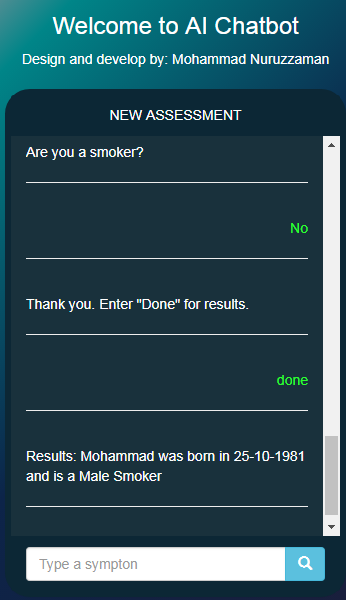 Welcome to AI Chatbot
Design and develop by: Mohammad Nuruzzaman
NEW ASSESSMENT
Are you a smoker?
No
Thank you. Enter "Done" for results.
done
Results: Mohammad was born in 25-10-1981
and is a Male Smoker
Type a sympton